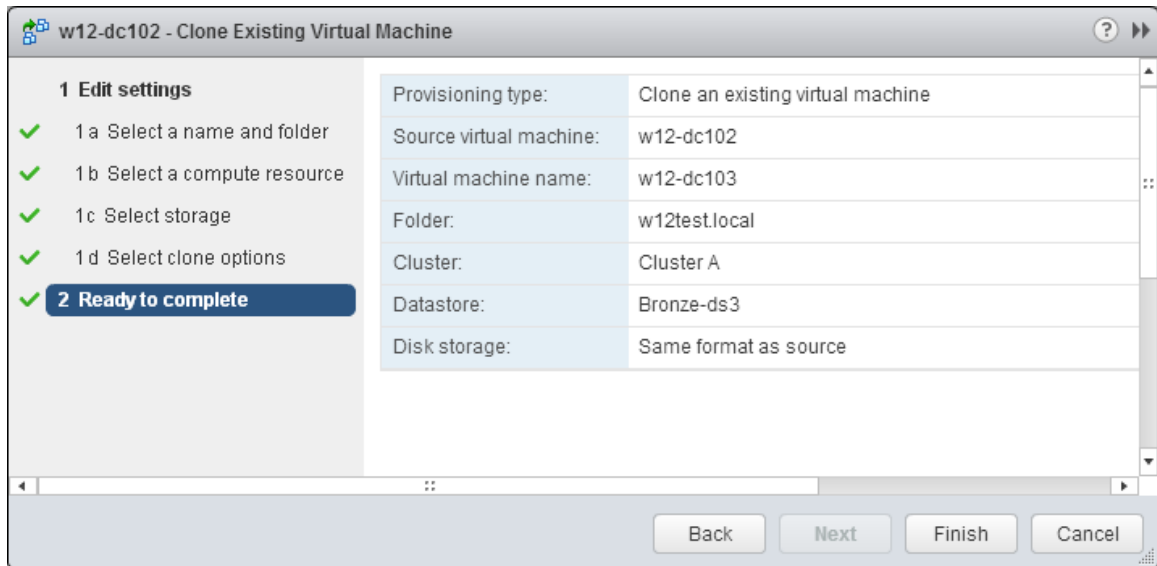 w12-dc102 - Clone Existing Virtual Machine
?
1 Edit settings
1a Select a name and folder
1b Select a compute resource
1c Select storage
1d Select clone options
2 Ready to complete
Provisioning type: Clone an existing virtual machine
Source virtual machine: w12-dc102
Virtual machine name: w12-dc103
Folder: w12test.local
Cluster: Cluster A
Datastore: Bronze-ds3
Disk storage: Same format as source
Back Next Finish Cancel